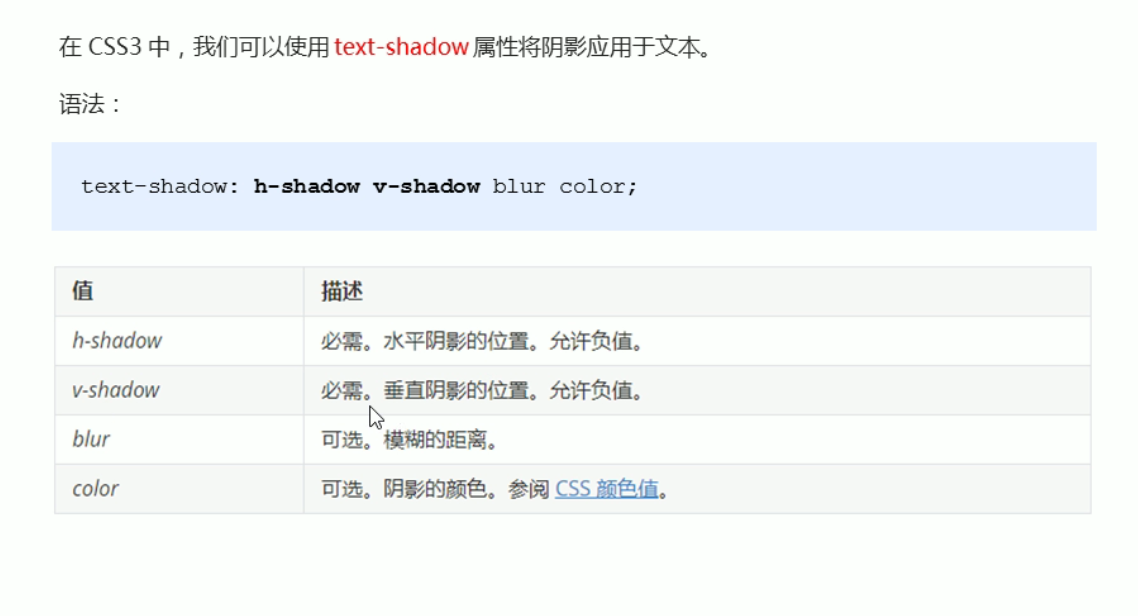 在 CSS3 中，我们可以使用 text-shadow 属性将阴影应用于文本。
语法：
text-shadow: h-shadow v-shadow blur color;
值 描述
h-shadow 必需。水平阴影的位置。允许负值。
v-shadow 必需。垂直阴影的位置。允许负值。
blur 可选。模糊的距离。
color 可选。阴影的颜色。参阅 CSS 颜色值。